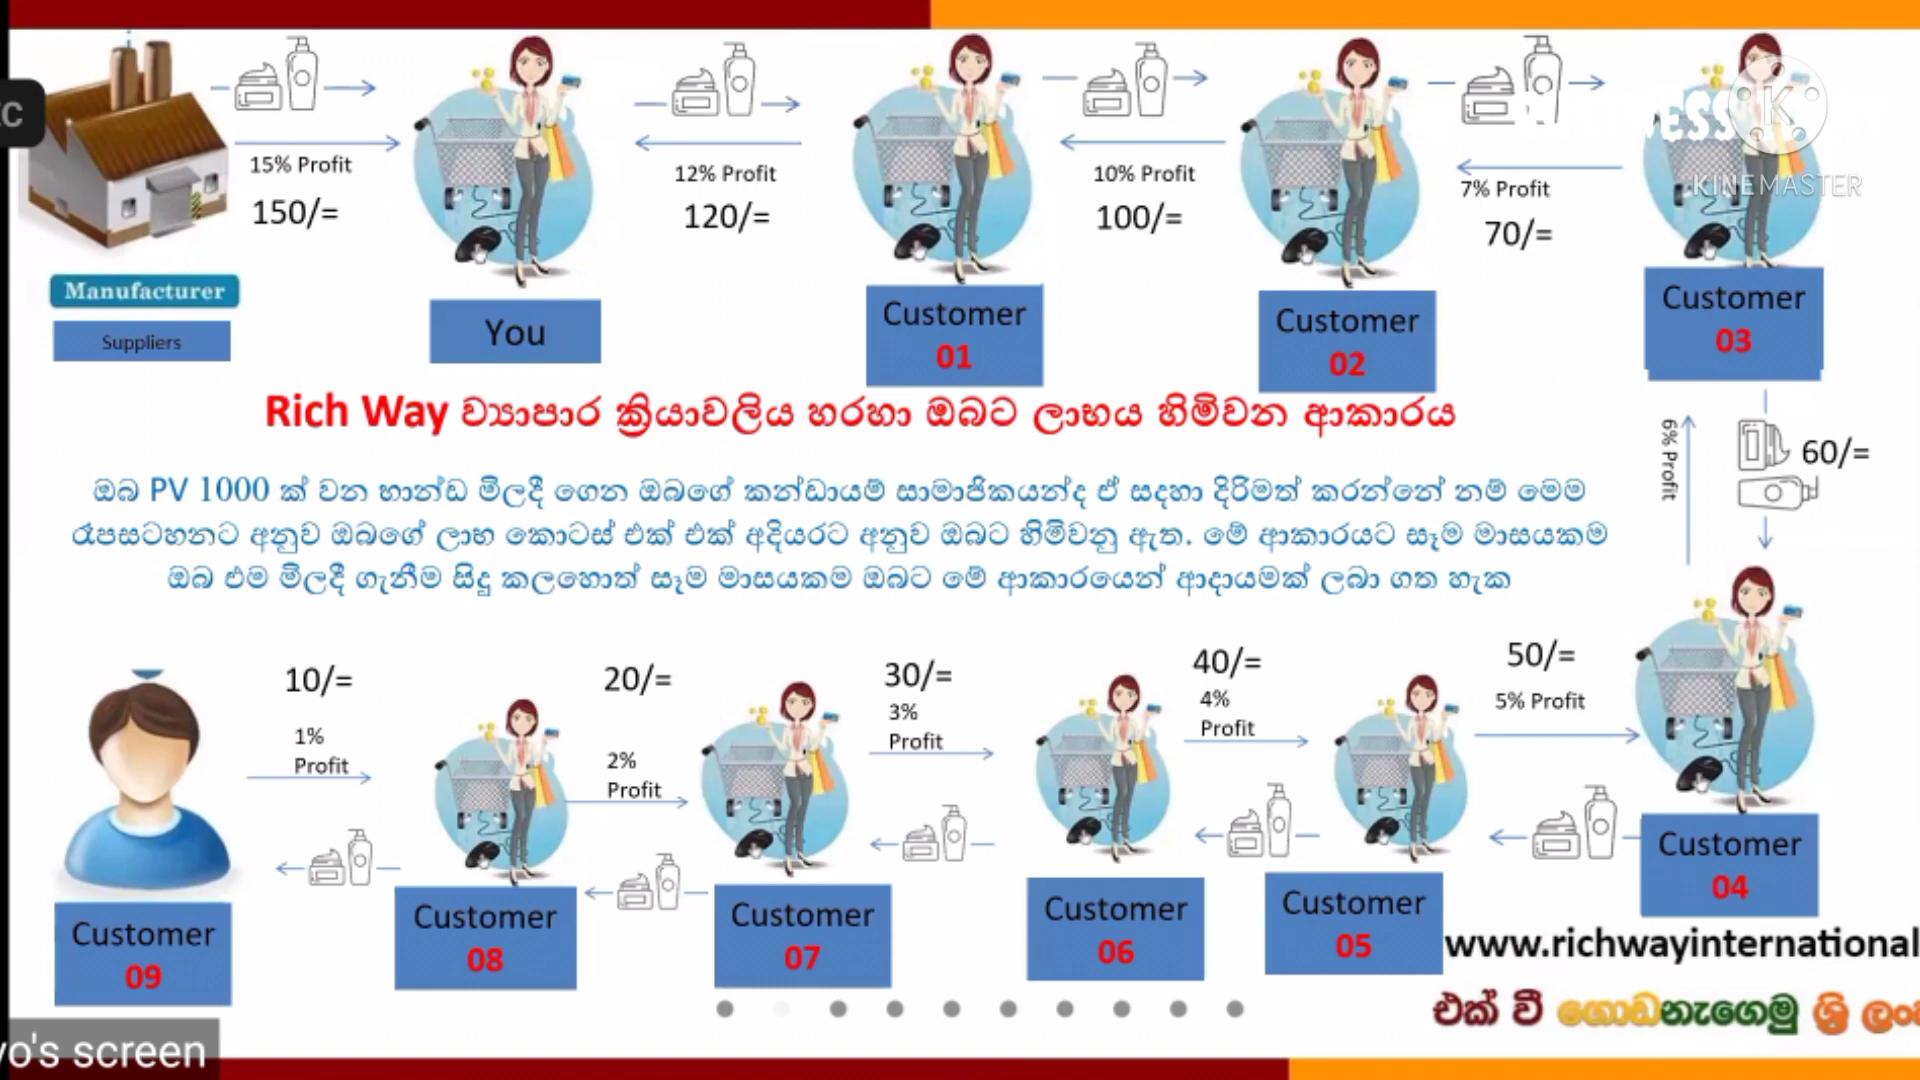 15% Profit
150/=
12% Profit
120/=
10% Profit
100/=
7% Profit
70/=
KINEMASTER
Manufacturer
Suppliers
You
Customer
01
Customer
02
Customer
03
Rich Way ව්‍යාපාර ක්‍රියාවලිය හරහා ඔබට ලාභය හිමිවන ආකාරය
6% Profit
60/=
ඔබ PV 1000 ක් වන භාන්ඩ මිලදී ගෙන ඔබගේ කන්ඩායම් සාමාජිකයන්ද ඒ සදහා දිරිමත් කරන්නේ නම් මෙම
රෑපසටහනට අනුව ඔබගේ ලාභ කොටස් එක් එක් අදියරට අනුව ඔබට හිමිවනු ඇත. මේ ආකාරයට සෑම මාසයකම
ඔබ එම මිලදී ගැනීම සිදු කලහොත් සෑම මාසයකම ඔබට මේ ආකාරයෙන් ආදායමක් ලබා ගත හැක
10/=
1%
Profit
20/=
2%
Profit
30/=
3%
Profit
40/=
4%
Profit
50/=
5% Profit
Customer
09
Customer
08
Customer
07
Customer
06
Customer
05
Customer
04
www.richwayinternational
එක් වී ගොඩනැගෙමු ශ්‍රී
yo's screen